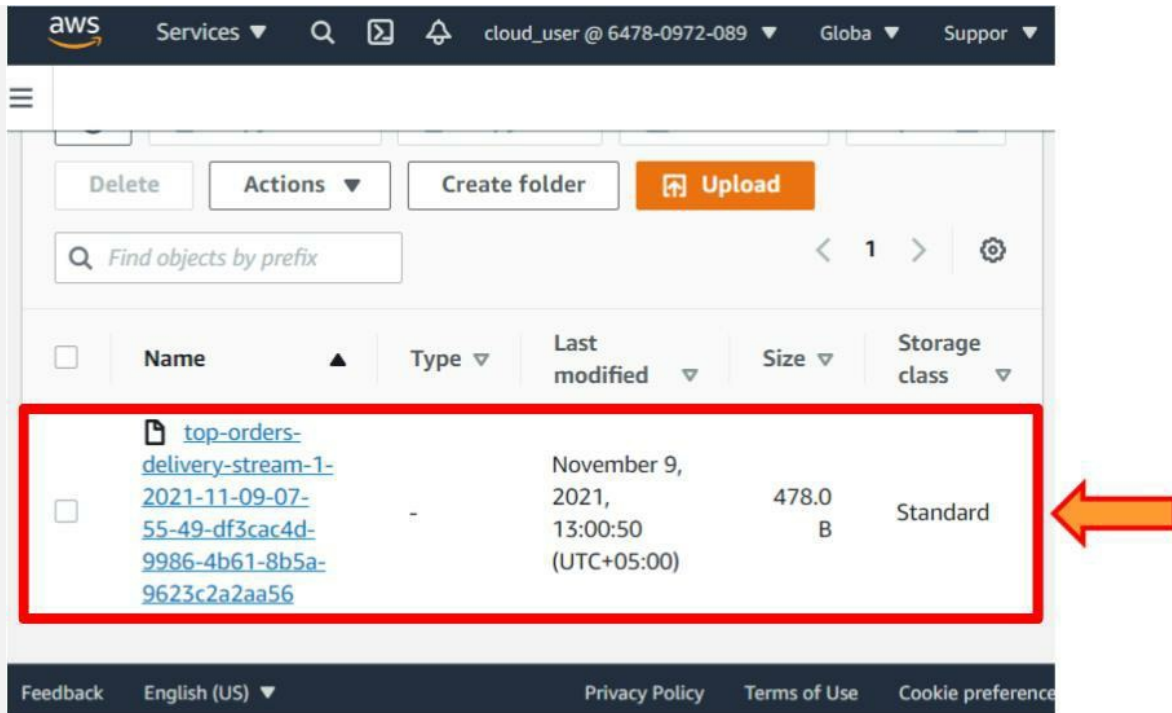 aws Services ▼ cloud_user @ 6478-0972-089 ▼ Globa ▼ Suppor ▼
Delete Actions ▼ Create folder Upload
Find objects by prefix < 1 >
Name ▲ Type ▽ Last modified ▽ Size ▽ Storage class ▽
top-orders-
delivery-stream-1-
2021-11-09-07-
55-49-df3cac4d-
9986-4b61-8b5a-
9623c2a2aa56
-
November 9,
2021,
13:00:50
(UTC+05:00)
478.0
B
Standard
Feedback English (US) ▼ Privacy Policy Terms of Use Cookie preference